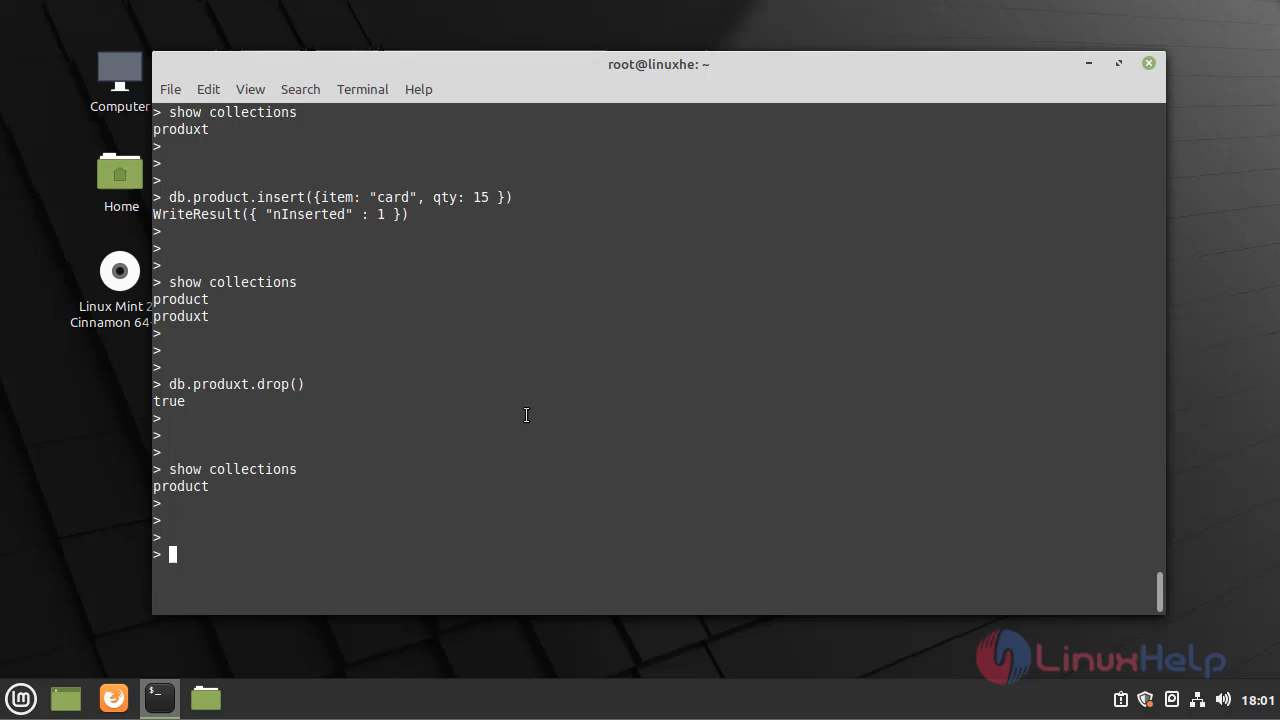 root@linuxhe: ~
File Edit View Search Terminal Help
Computer
Home
Linux Mint 2
Cinnamon 64-
> show collections
produxt
>
>
>
> db.product.insert({item: "card", qty: 15 })
WriteResult({ "nInserted" : 1 })
>
>
>
> show collections
product
produxt
>
>
>
> db.produxt.drop()
true
>
>
>
> show collections
product
>
>
>
>
LinuxHelp
18:01